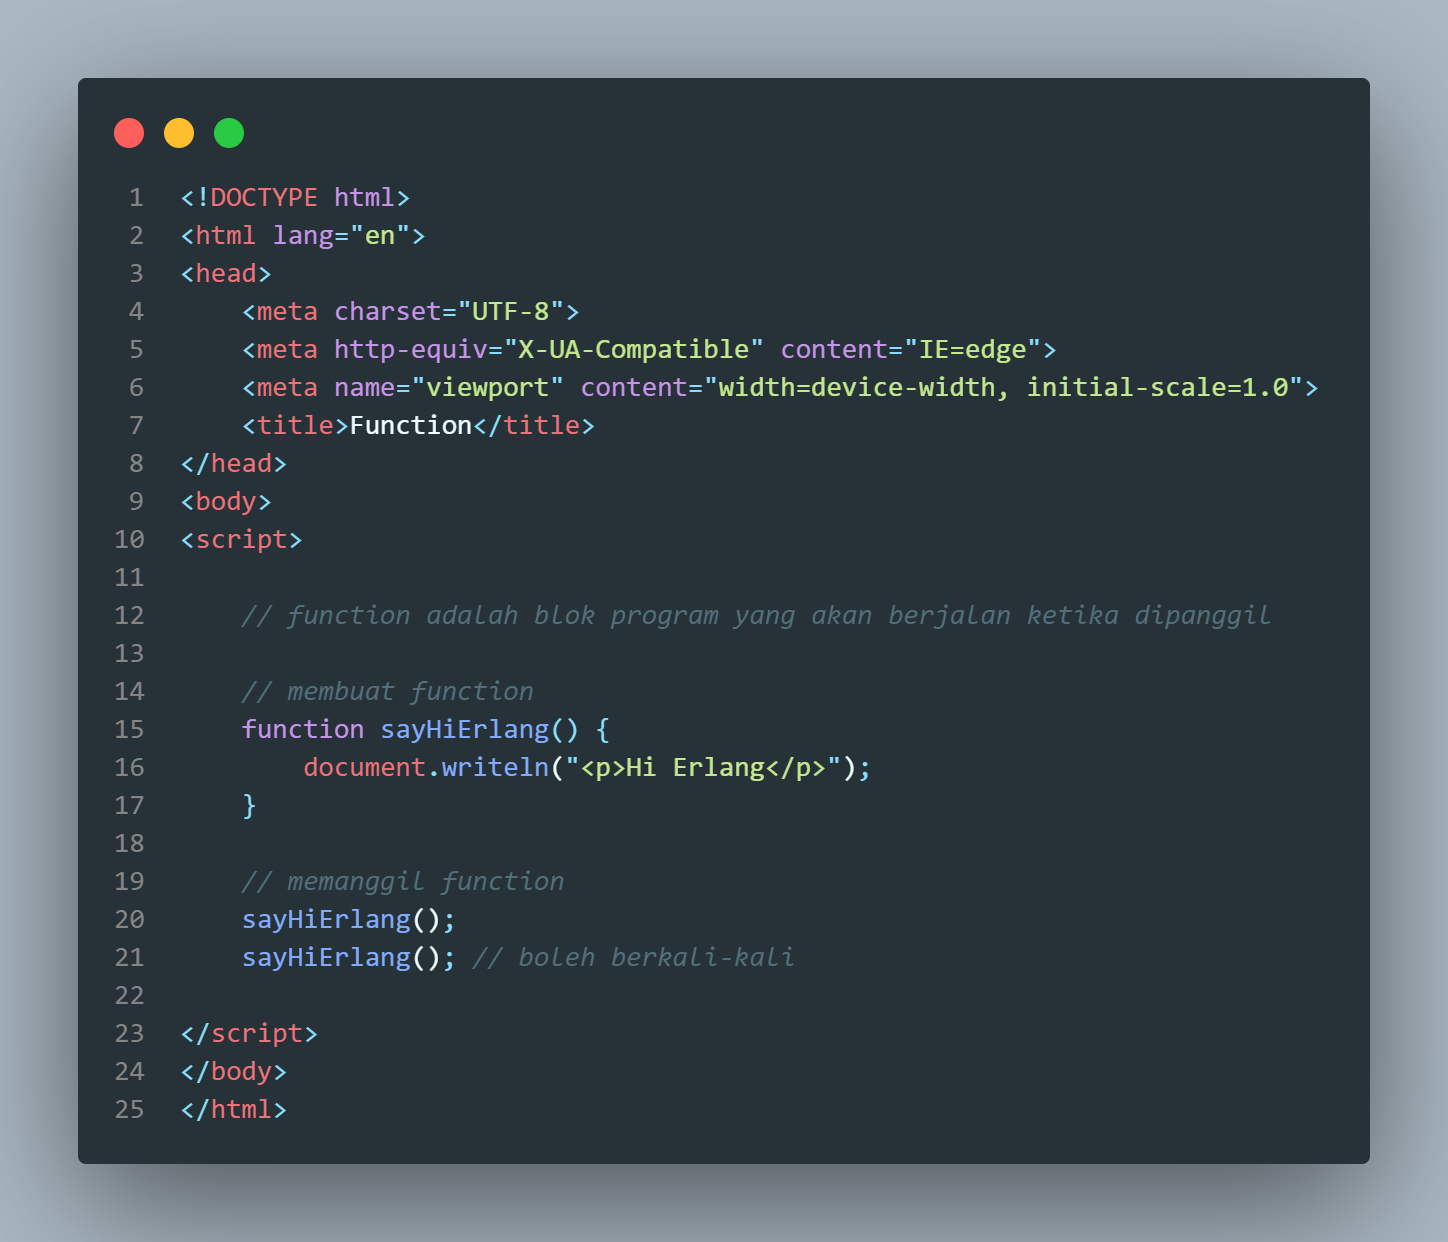 1 <!DOCTYPE html>
2 <html lang="en">
3 <head>
4     <meta charset="UTF-8">
5     <meta http-equiv="X-UA-Compatible" content="IE=edge">
6     <meta name="viewport" content="width=device-width, initial-scale=1.0">
7     <title>Function</title>
8 </head>
9 <body>
10 <script>
11
12     // function adalah blok program yang akan berjalan ketika dipanggil
13
14     // membuat function
15     function sayHiErlang() {
16         document.writeln("<p>Hi Erlang</p>");
17     }
18
19     // memanggil function
20     sayHiErlang();
21     sayHiErlang(); // boleh berkali-kali
22
23 </script>
24 </body>
25 </html>